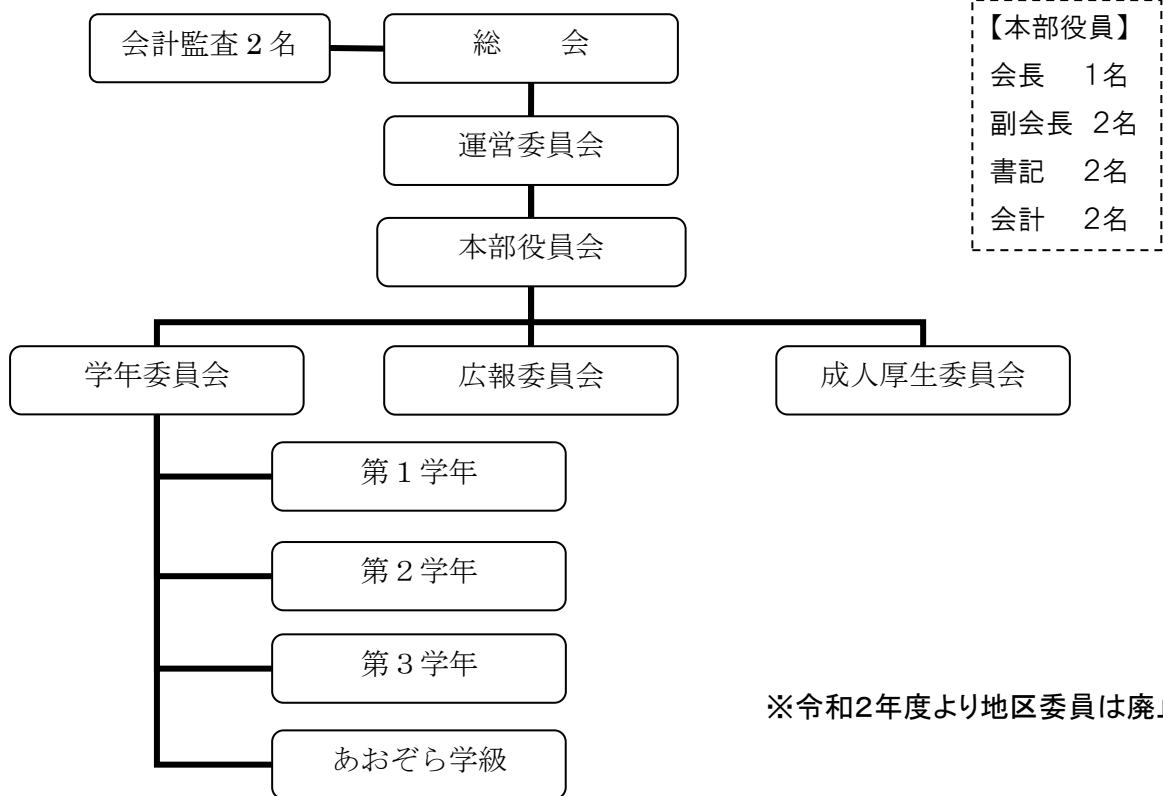 会計監査2名
総　　会
【本部役員】
会長　1名
副会長 2名
書記　2名
会計　2名
運営委員会
本部役員会
学年委員会
広報委員会
成人厚生委員会
第1学年
第2学年
第3学年
※令和2年度より地区委員は廃
あおぞら学級